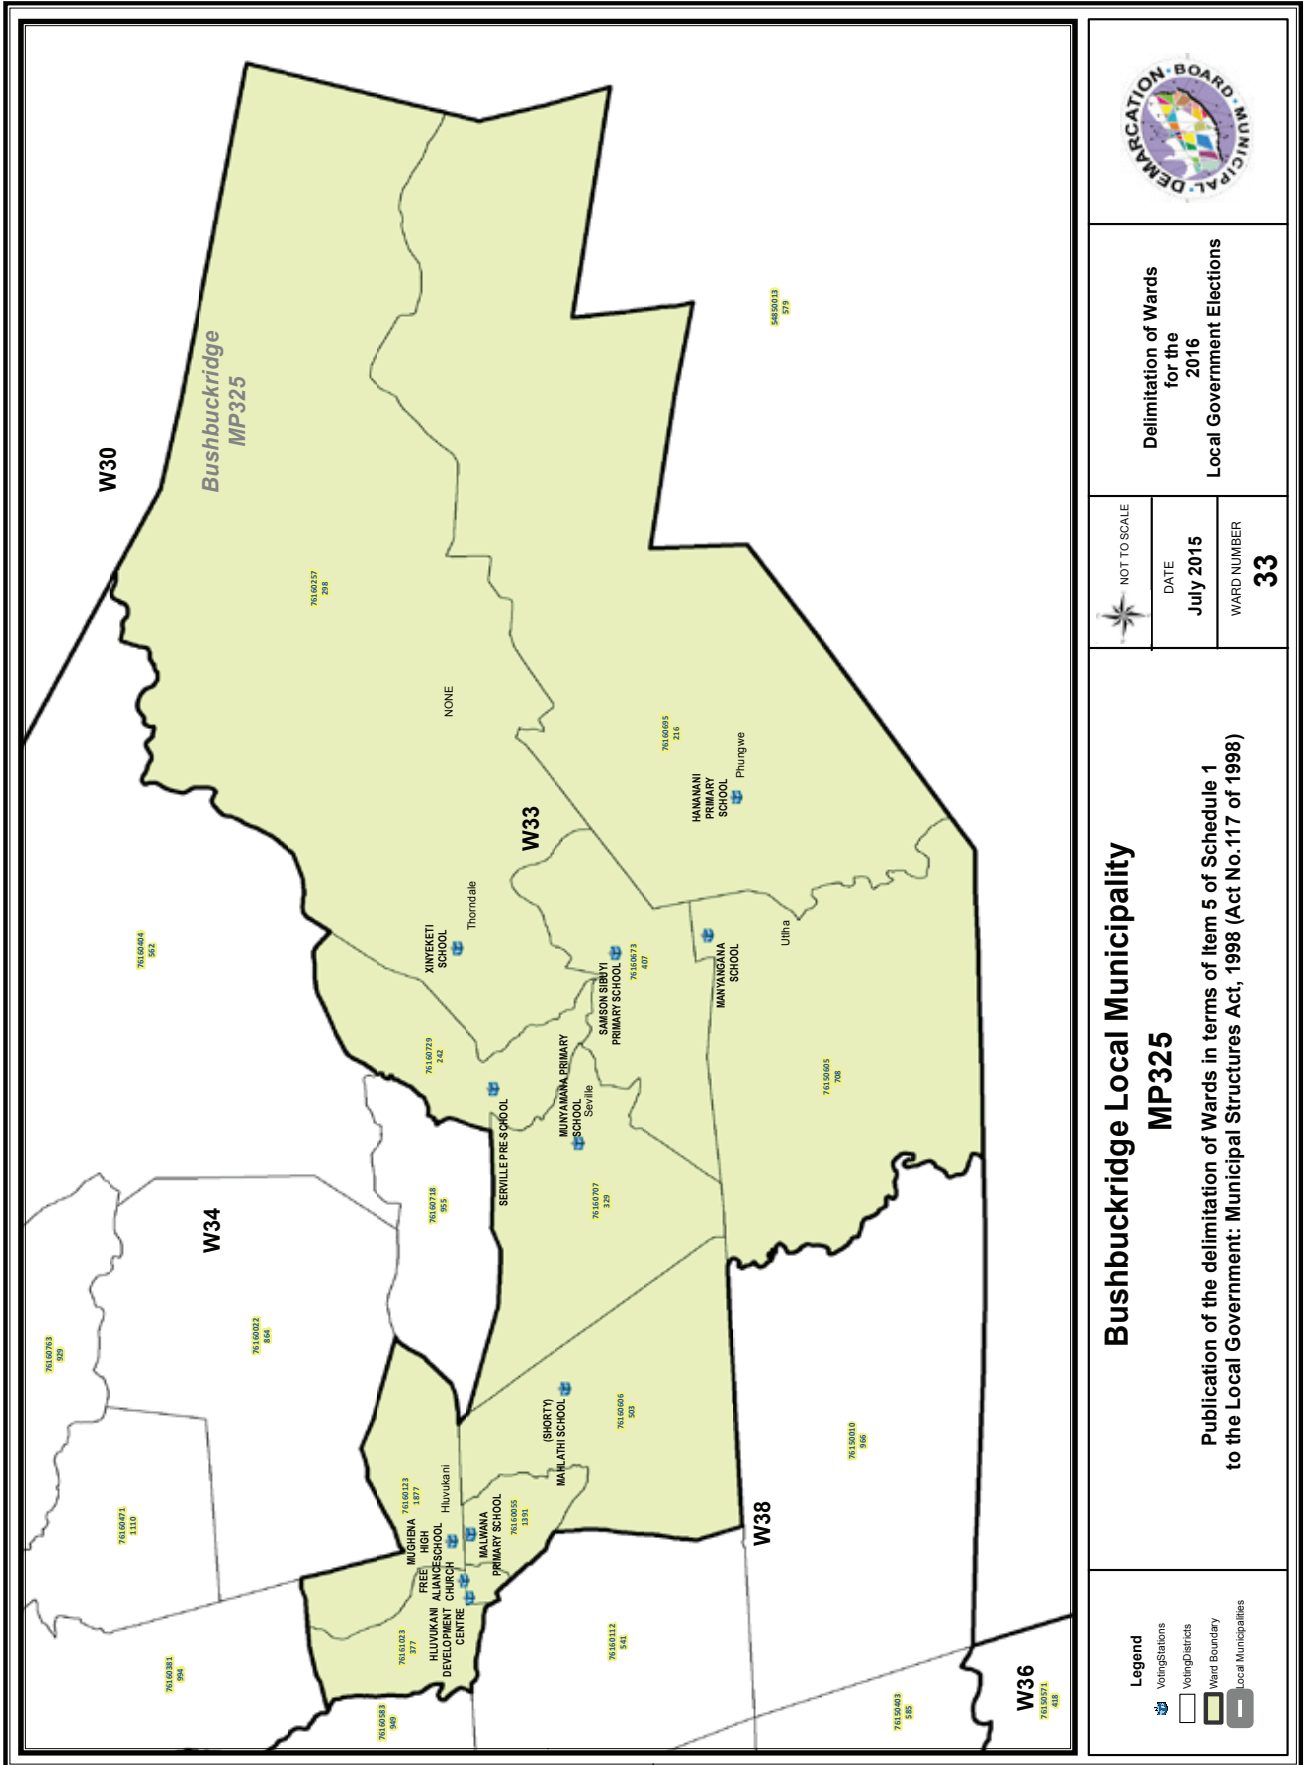 W30
Bushbuckridge
MP325
54850013
579
76160257
298
NONE
76160695
216
HANANANI
PRIMARY
SCHOOL
Phungwe
W33
76160404
562
XINYEKETI
SCHOOL
Thorndale
SAMSON SIBUYI
PRIMARY SCHOOL
76160673
407
MANYANGANA
SCHOOL
Utlha
76160729
242
SERVILLE PRE-SCHOOL
MUNYAMANA PRIMARY
SCHOOL
Seville
76150605
708
76160718
955
76160707
329
W34
76160022
864
76160763
929
(SHORTY)
MAHLATHI SCHOOL
76160606
503
76150010
966
76160471
1110
76160123
1877
Hluvukani
MUGHENA
HIGH
SCHOOL
FREE
ALIANCE
CHURCH
MALWANA
PRIMARY SCHOOL
76160055
1391
HLUVUKANI
DEVELOPMENT
CENTRE
76161023
377
W38
76160112
541
76160381
994
76160583
949
76150403
585
W36
76150571
418
Legend
VotingStations
VotingDistricts
Ward Boundary
Local Municipalities
Bushbuckridge Local Municipality
MP325
Publication of the delimitation of Wards in terms of Item 5 of Schedule 1
to the Local Government: Municipal Structures Act, 1998 (Act No.117 of 1998)
NOT TO SCALE
DATE
July 2015
WARD NUMBER
33
Delimitation of Wards
for the
2016
Local Government Elections
MUNICIPAL DEMARCATION BOARD